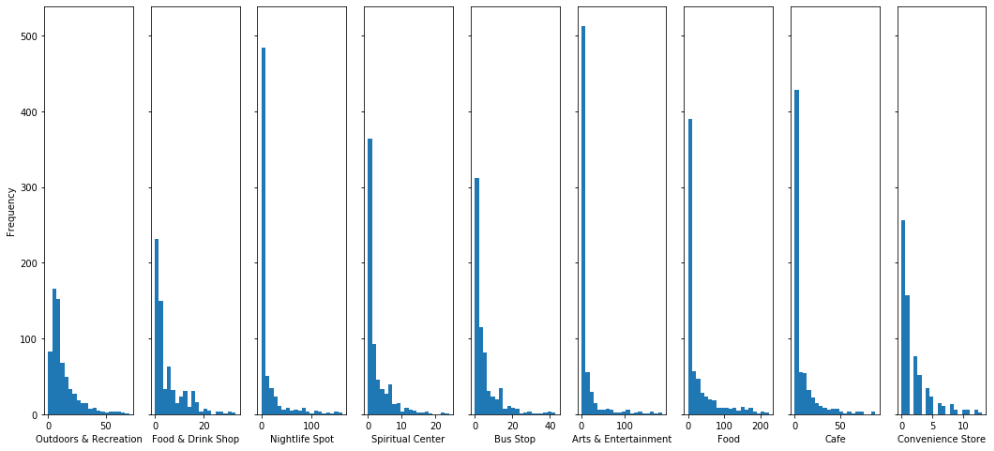 Frequency
500
400
300
200
100
0
0 50
Outdoors & Recreation
0 20
Food & Drink Shop
0 100
Nightlife Spot
0 10 20
Spiritual Center
0 20 40
Bus Stop
0 100
Arts & Entertainment
0 100 200
Food
0 50
Cafe
0 5 10
Convenience Store